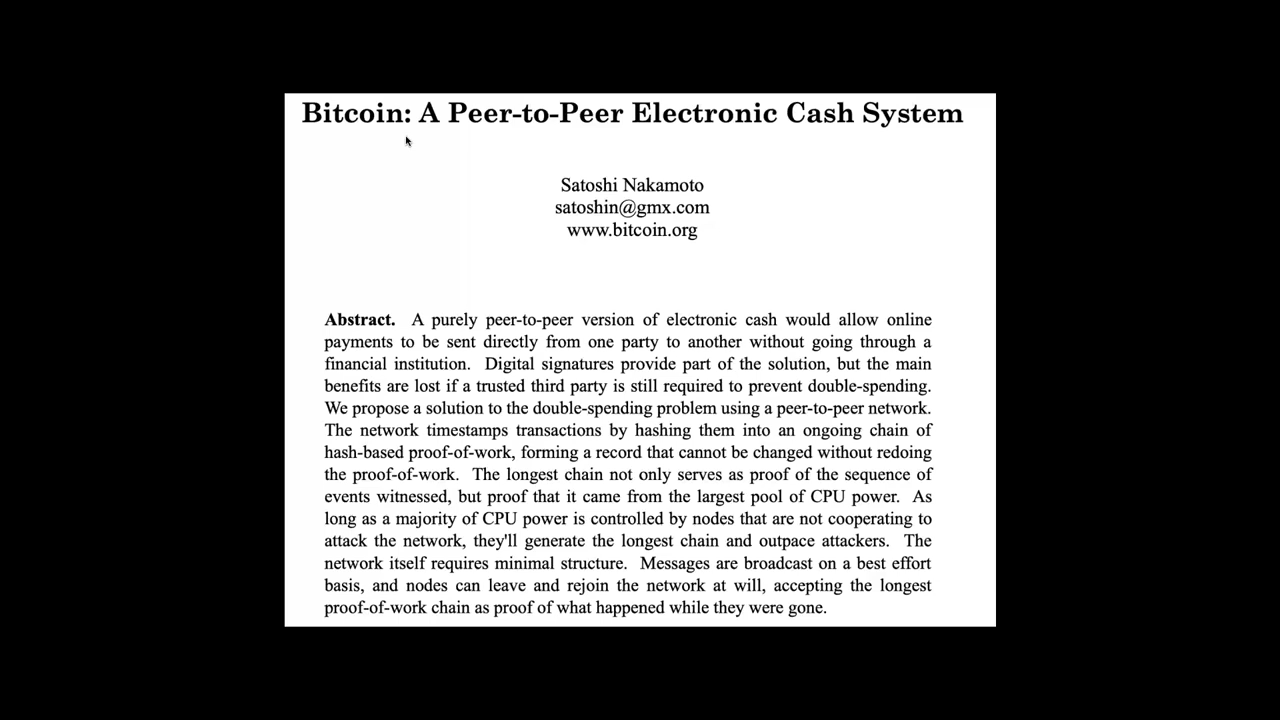 Bitcoin: A Peer-to-Peer Electronic Cash System
Satoshi Nakamoto
satoshin@gmx.com
www.bitcoin.org
Abstract. A purely peer-to-peer version of electronic cash would allow online
payments to be sent directly from one party to another without going through a
financial institution. Digital signatures provide part of the solution, but the main
benefits are lost if a trusted third party is still required to prevent double-spending.
We propose a solution to the double-spending problem using a peer-to-peer network.
The network timestamps transactions by hashing them into an ongoing chain of
hash-based proof-of-work, forming a record that cannot be changed without redoing
the proof-of-work. The longest chain not only serves as proof of the sequence of
events witnessed, but proof that it came from the largest pool of CPU power. As
long as a majority of CPU power is controlled by nodes that are not cooperating to
attack the network, they'll generate the longest chain and outpace attackers. The
network itself requires minimal structure. Messages are broadcast on a best effort
basis, and nodes can leave and rejoin the network at will, accepting the longest
proof-of-work chain as proof of what happened while they were gone.